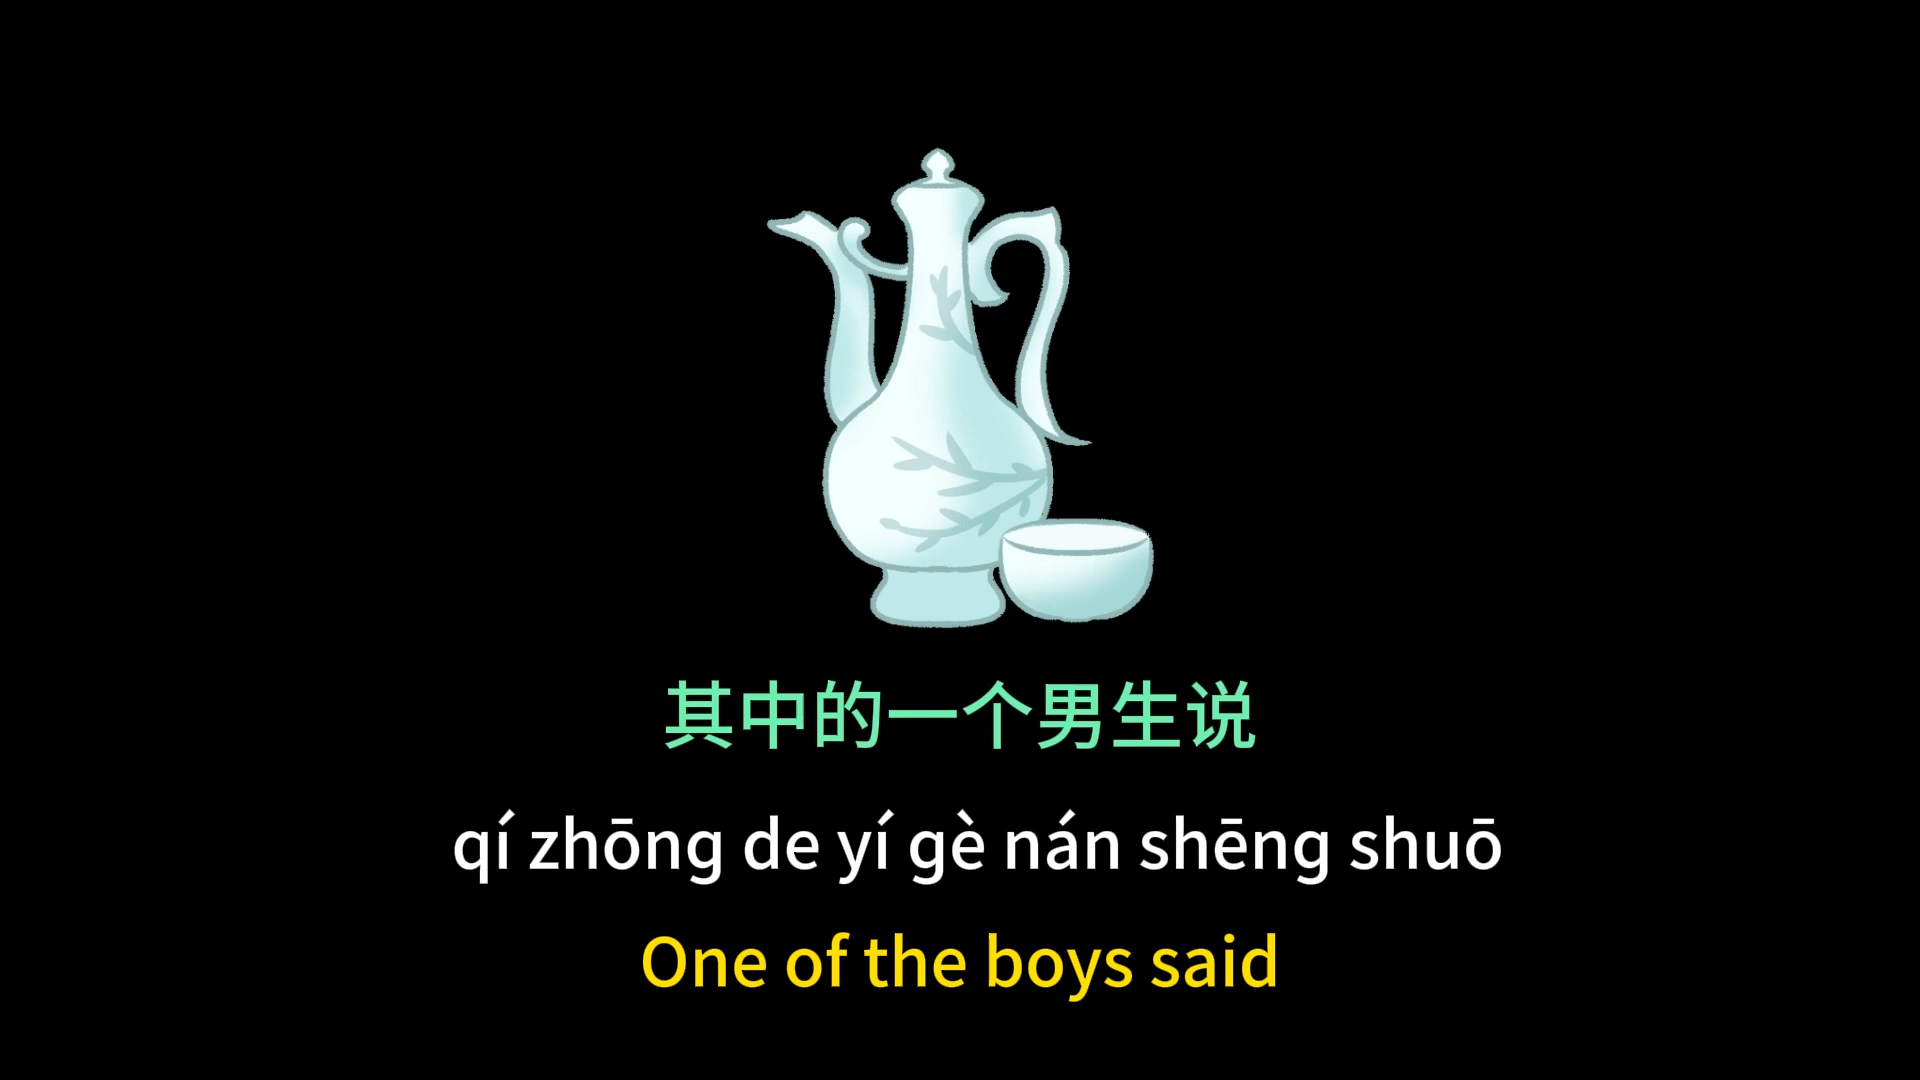 其中的一个男生说
qí zhōng de yí gè nán shēng shuō
One of the boys said